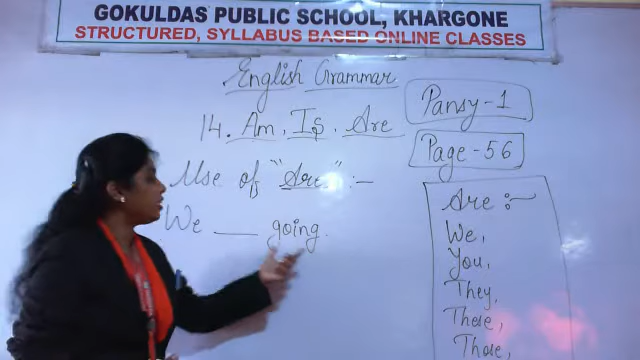 GOKULDAS PUBLIC SCHOOL, KHARGONE
STRUCTURED, SYLLABUS BASED ONLINE CLASSES
English Grammar
14. Am, Is, Are
Pansy-1
Page-56
Use of "Are" :-
We ___ going.
Are :-
We,
You,
They,
These,
Those,